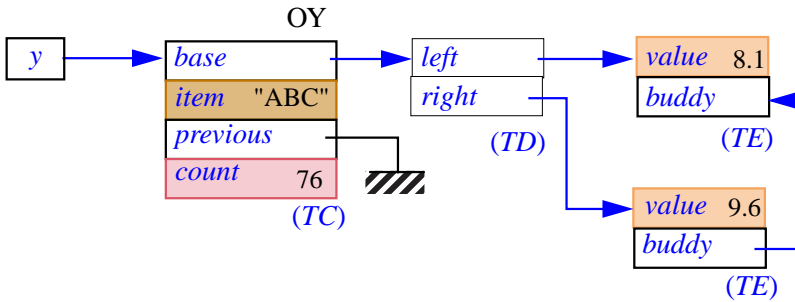 OY
y
base
item "ABC"
previous
count 76
(TC)
left
right
(TD)
value 8.1
buddy
(TE)
value 9.6
buddy
(TE)